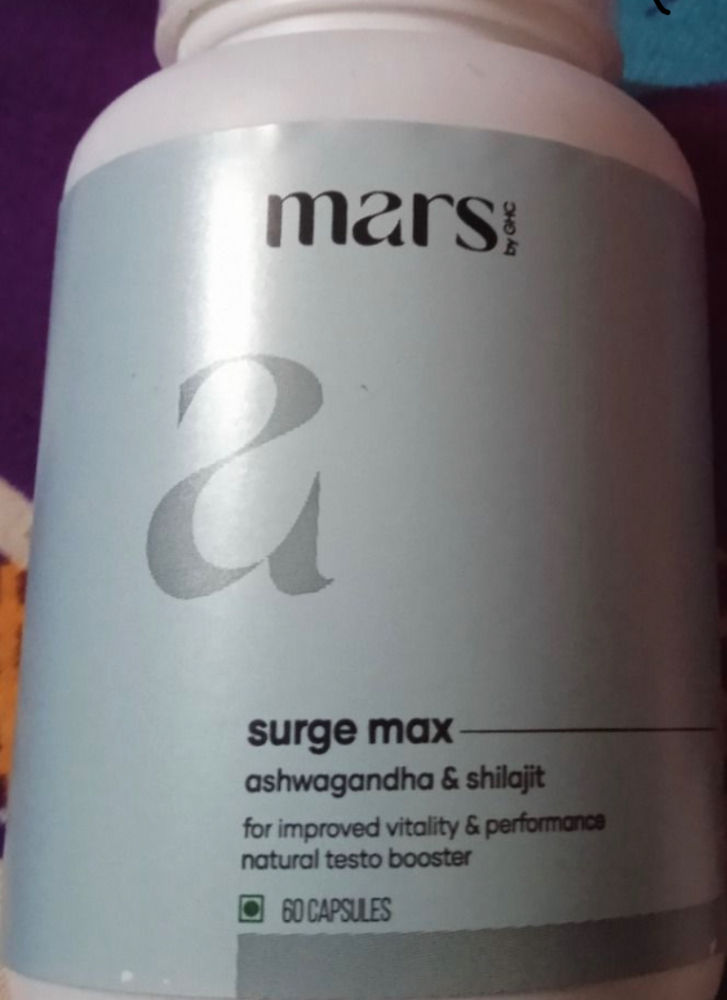 mars by GHC
a
surge max
ashwagandha & shilajit
for improved vitality & performance
natural testo booster
60 CAPSULES